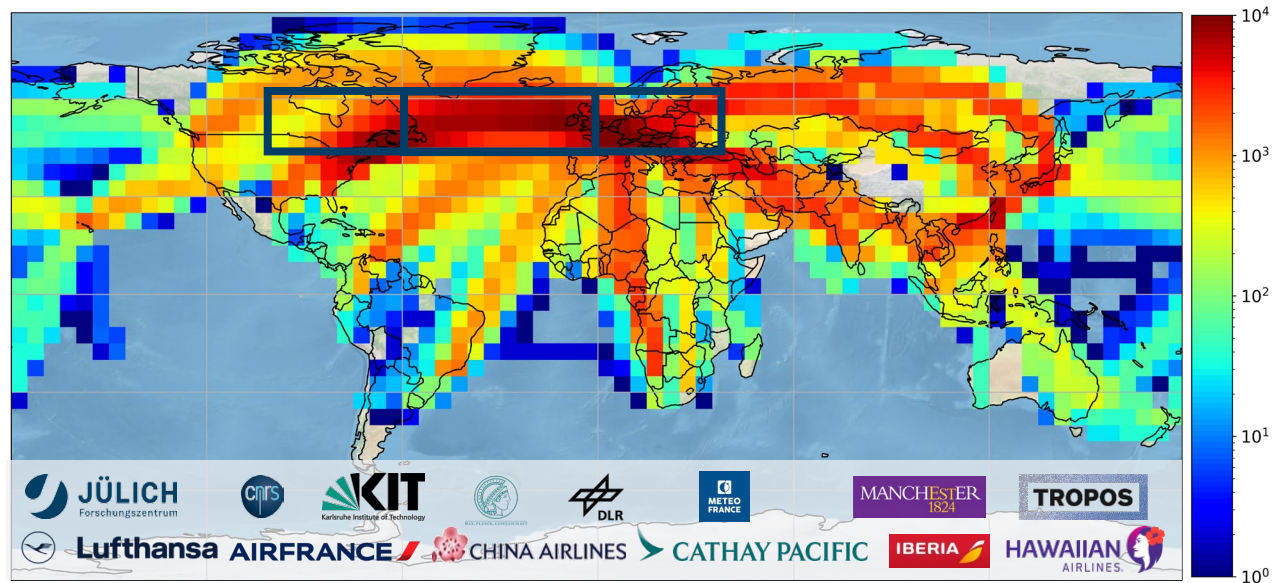 10⁴
10³
10²
10¹
10⁰
JÜLICH
Forschungszentrum
cnrs
KIT
Karlsruhe Institute of Technology
DLR
METEO
FRANCE
MANCHESTER
1824
TROPOS
Lufthansa
AIRFRANCE
CHINA AIRLINES
CATHAY PACIFIC
IBERIA
HAWAIIAN
AIRLINES